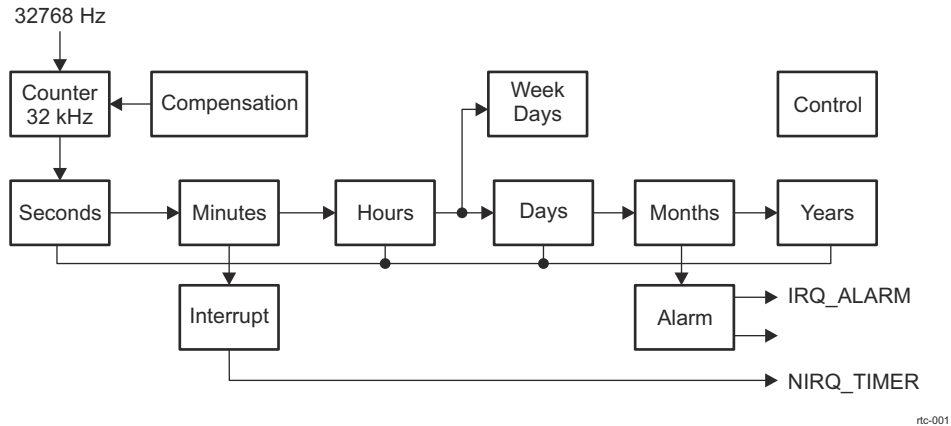 32768 Hz
Counter
32 kHz
Compensation
Week
Days
Control
Seconds
Minutes
Hours
Days
Months
Years
Interrupt
Alarm
IRQ_ALARM
NIRQ_TIMER
rtc-001